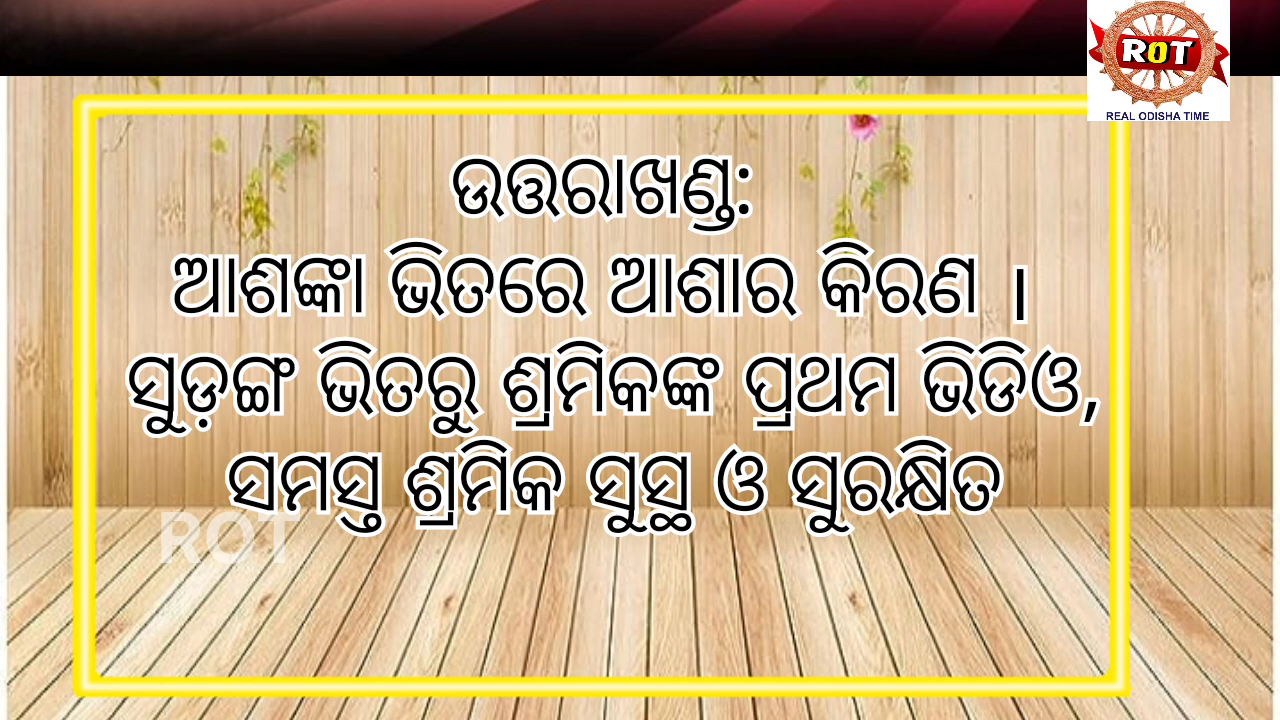 ROT
REAL ODISHA TIME
ଉତ୍ତରାଖଣ୍ଡ:
ଆଶଙ୍କା ଭିତରେ ଆଶାର କିରଣ ।
ସୁଡ଼ଙ୍ଗ ଭିତରୁ ଶ୍ରମିକଙ୍କ ପ୍ରଥମ ଭିଡିଓ,
ସମସ୍ତ ଶ୍ରମିକ ସୁସ୍ଥ ଓ ସୁରକ୍ଷିତ
ROT